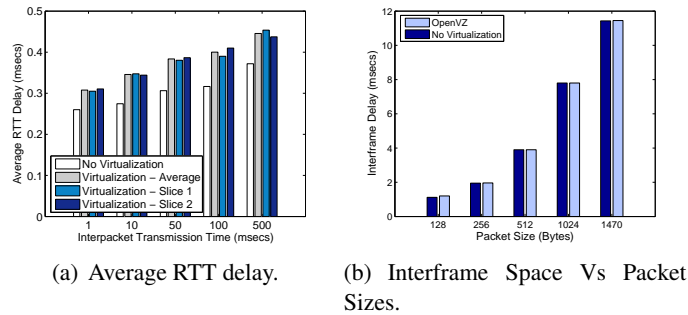 0.5
0.4
0.3
0.2
0.1
0
Average RTT Delay (msecs)
No Virtualization
Virtualization – Average
Virtualization – Slice 1
Virtualization – Slice 2
1 10 50 100 500
Interpacket Transmission Time (msecs)
(a) Average RTT delay.
12
10
8
6
4
2
0
Interframe Delay (msecs)
OpenVZ
No Virtualization
128 256 512 1024 1470
Packet Size (Bytes)
(b) Interframe Space Vs Packet
Sizes.